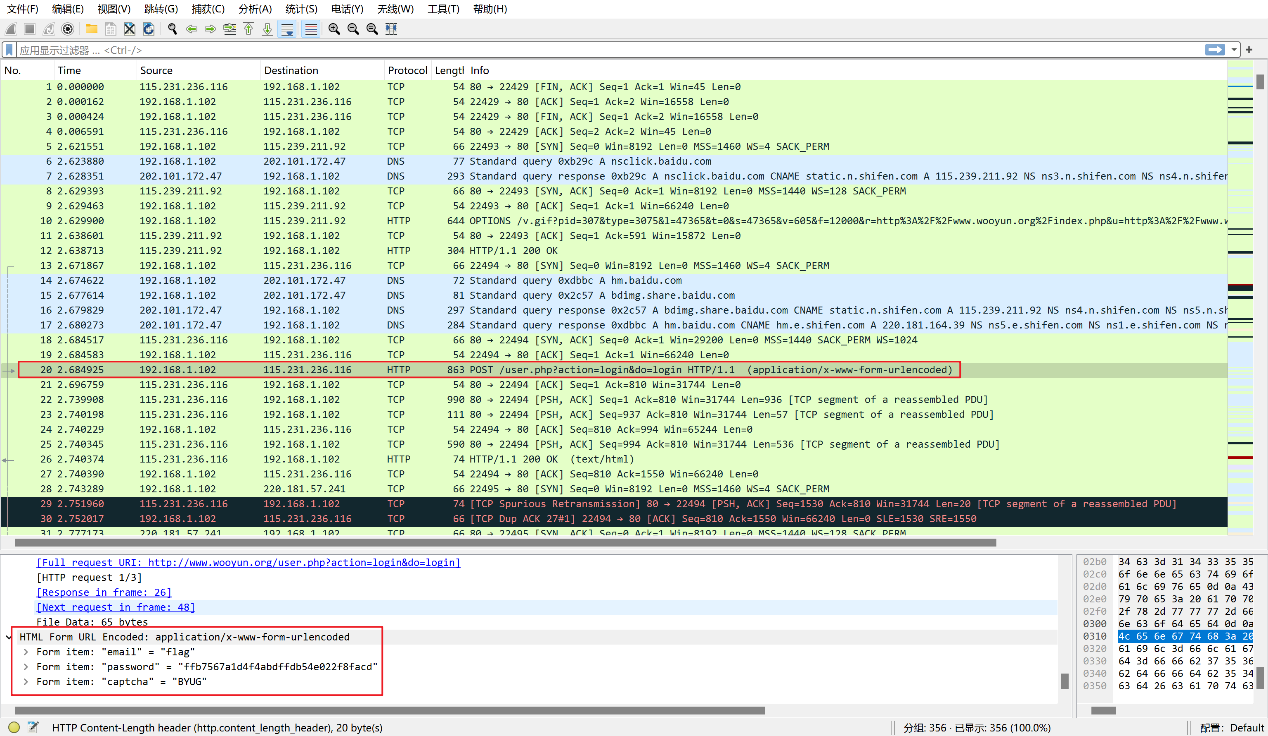 文件(F) 编辑(E) 视图(V) 跳转(G) 捕获(C) 分析(A) 统计(S) 电话(Y) 无线(W) 工具(T) 帮助(H)
应用显示过滤器 … <Ctrl-/>
No. Time Source Destination Protocol Lengtl Info
1 0.000000 115.231.236.116 192.168.1.102 TCP 54 80 → 22429 [FIN, ACK] Seq=1 Ack=1 Win=45 Len=0
2 0.000162 192.168.1.102 115.231.236.116 TCP 54 22429 → 80 [ACK] Seq=1 Ack=2 Win=16558 Len=0
3 0.000424 192.168.1.102 115.231.236.116 TCP 54 22429 → 80 [FIN, ACK] Seq=1 Ack=2 Win=16558 Len=0
4 0.006591 115.231.236.116 192.168.1.102 TCP 54 80 → 22429 [ACK] Seq=2 Ack=2 Win=45 Len=0
5 2.621551 192.168.1.102 115.239.211.92 TCP 66 22493 → 80 [SYN] Seq=0 Win=8192 Len=0 MSS=1460 WS=4 SACK_PERM
6 2.623880 192.168.1.102 202.101.172.47 DNS 77 Standard query 0xb29c A nsclick.baidu.com
7 2.628351 202.101.172.47 192.168.1.102 DNS 293 Standard query response 0xb29c A nsclick.baidu.com CNAME static.n.shifen.com A 115.239.211.92 NS ns3.n.shifen.com NS ns4.n.shifen
8 2.629393 115.239.211.92 192.168.1.102 TCP 66 80 → 22493 [SYN, ACK] Seq=0 Ack=1 Win=8192 Len=0 MSS=1440 WS=128 SACK_PERM
9 2.629463 192.168.1.102 115.239.211.92 TCP 54 22493 → 80 [ACK] Seq=1 Ack=1 Win=66240 Len=0
10 2.629900 192.168.1.102 115.239.211.92 HTTP 644 OPTIONS /v.gif?pid=307&type=3075&l=47365&t=0&s=47365&v=605&f=12000&r=http%3A%2F%2Fwww.wooyun.org%2Findex.php&u=http%3A%2F%2Fwww.w
11 2.638601 115.239.211.92 192.168.1.102 TCP 54 80 → 22493 [ACK] Seq=1 Ack=591 Win=15872 Len=0
12 2.638713 115.239.211.92 192.168.1.102 HTTP 304 HTTP/1.1 200 OK
13 2.671867 192.168.1.102 115.231.236.116 TCP 66 22494 → 80 [SYN] Seq=0 Win=8192 Len=0 MSS=1460 WS=4 SACK_PERM
14 2.674622 192.168.1.102 202.101.172.47 DNS 72 Standard query 0xdbbc A hm.baidu.com
15 2.677614 192.168.1.102 202.101.172.47 DNS 81 Standard query 0x2c57 A bdimg.share.baidu.com
16 2.679829 202.101.172.47 192.168.1.102 DNS 297 Standard query response 0x2c57 A bdimg.share.baidu.com CNAME static.n.shifen.com A 115.239.211.92 NS ns4.n.shifen.com NS ns5.n.sh
17 2.680273 202.101.172.47 192.168.1.102 DNS 284 Standard query response 0xdbbc A hm.baidu.com CNAME hm.e.shifen.com A 220.181.164.39 NS ns5.e.shifen.com NS ns1.e.shifen.com NS n
18 2.684517 115.231.236.116 192.168.1.102 TCP 66 80 → 22494 [SYN, ACK] Seq=0 Ack=1 Win=29200 Len=0 MSS=1440 SACK_PERM WS=1024
19 2.684583 192.168.1.102 115.231.236.116 TCP 54 22494 → 80 [ACK] Seq=1 Ack=1 Win=66240 Len=0
20 2.684925 192.168.1.102 115.231.236.116 HTTP 863 POST /user.php?action=login&do=login HTTP/1.1 (application/x-www-form-urlencoded)
21 2.696759 115.231.236.116 192.168.1.102 TCP 54 80 → 22494 [ACK] Seq=1 Ack=810 Win=31744 Len=0
22 2.739908 115.231.236.116 192.168.1.102 TCP 990 80 → 22494 [PSH, ACK] Seq=1 Ack=810 Win=31744 Len=936 [TCP segment of a reassembled PDU]
23 2.740198 115.231.236.116 192.168.1.102 TCP 111 80 → 22494 [PSH, ACK] Seq=937 Ack=810 Win=31744 Len=57 [TCP segment of a reassembled PDU]
24 2.740229 192.168.1.102 115.231.236.116 TCP 54 22494 → 80 [ACK] Seq=810 Ack=994 Win=65244 Len=0
25 2.740345 115.231.236.116 192.168.1.102 TCP 590 80 → 22494 [PSH, ACK] Seq=994 Ack=810 Win=31744 Len=536 [TCP segment of a reassembled PDU]
26 2.740374 115.231.236.116 192.168.1.102 HTTP 74 HTTP/1.1 200 OK (text/html)
27 2.740390 192.168.1.102 115.231.236.116 TCP 54 22494 → 80 [ACK] Seq=810 Ack=1550 Win=66240 Len=0
28 2.743289 192.168.1.102 220.181.57.241 TCP 66 22495 → 80 [SYN] Seq=0 Win=8192 Len=0 MSS=1460 WS=4 SACK_PERM
29 2.751960 115.231.236.116 192.168.1.102 TCP 74 [TCP Spurious Retransmission] 80 → 22494 [PSH, ACK] Seq=1530 Ack=810 Win=31744 Len=20 [TCP segment of a reassembled PDU]
30 2.752017 192.168.1.102 115.231.236.116 TCP 66 [TCP Dup ACK 27#1] 22494 → 80 [ACK] Seq=810 Ack=1550 Win=66240 Len=0 SLE=1530 SRE=1550
31 2.777173 220.181.57.241 192.168.1.102 TCP 66 80 → 22495 [SYN, ACK] Seq=0 Ack=1 Win=8192 Len=0 MSS=1440 WS=128 SACK_PERM
[Full request URI: http://www.wooyun.org/user.php?action=login&do=login]
[HTTP request 1/3]
[Response in frame: 26]
[Next request in frame: 48]
File Data: 65 bytes
HTML Form URL Encoded: application/x-www-form-urlencoded
Form item: "email" = "flag"
Form item: "password" = "ffb7567a1d4f4abdffdb54e022f8facd"
Form item: "captcha" = "BYUG"
02b0 34 63 3d 31 34 33 35 35
02c0 6f 6e 6e 65 63 74 69 6f
02d0 61 6c 69 76 65 0d 0a 43
02e0 79 70 65 3a 20 61 70 70
02f0 2f 78 2d 77 77 77 2d 66
0300 6e 63 6f 64 65 64 0d 0a
0310 4c 65 6e 67 74 68 3a 20
0320 61 69 6c 3d 66 6c 61 67
0330 64 3d 66 66 62 37 35 36
0340 62 64 66 66 64 62 35 34
0350 63 64 26 63 61 70 74 63
HTTP Content-Length header (http.content_length_header), 20 byte(s)
分组: 356 · 已显示: 356 (100.0%)
配置: Default